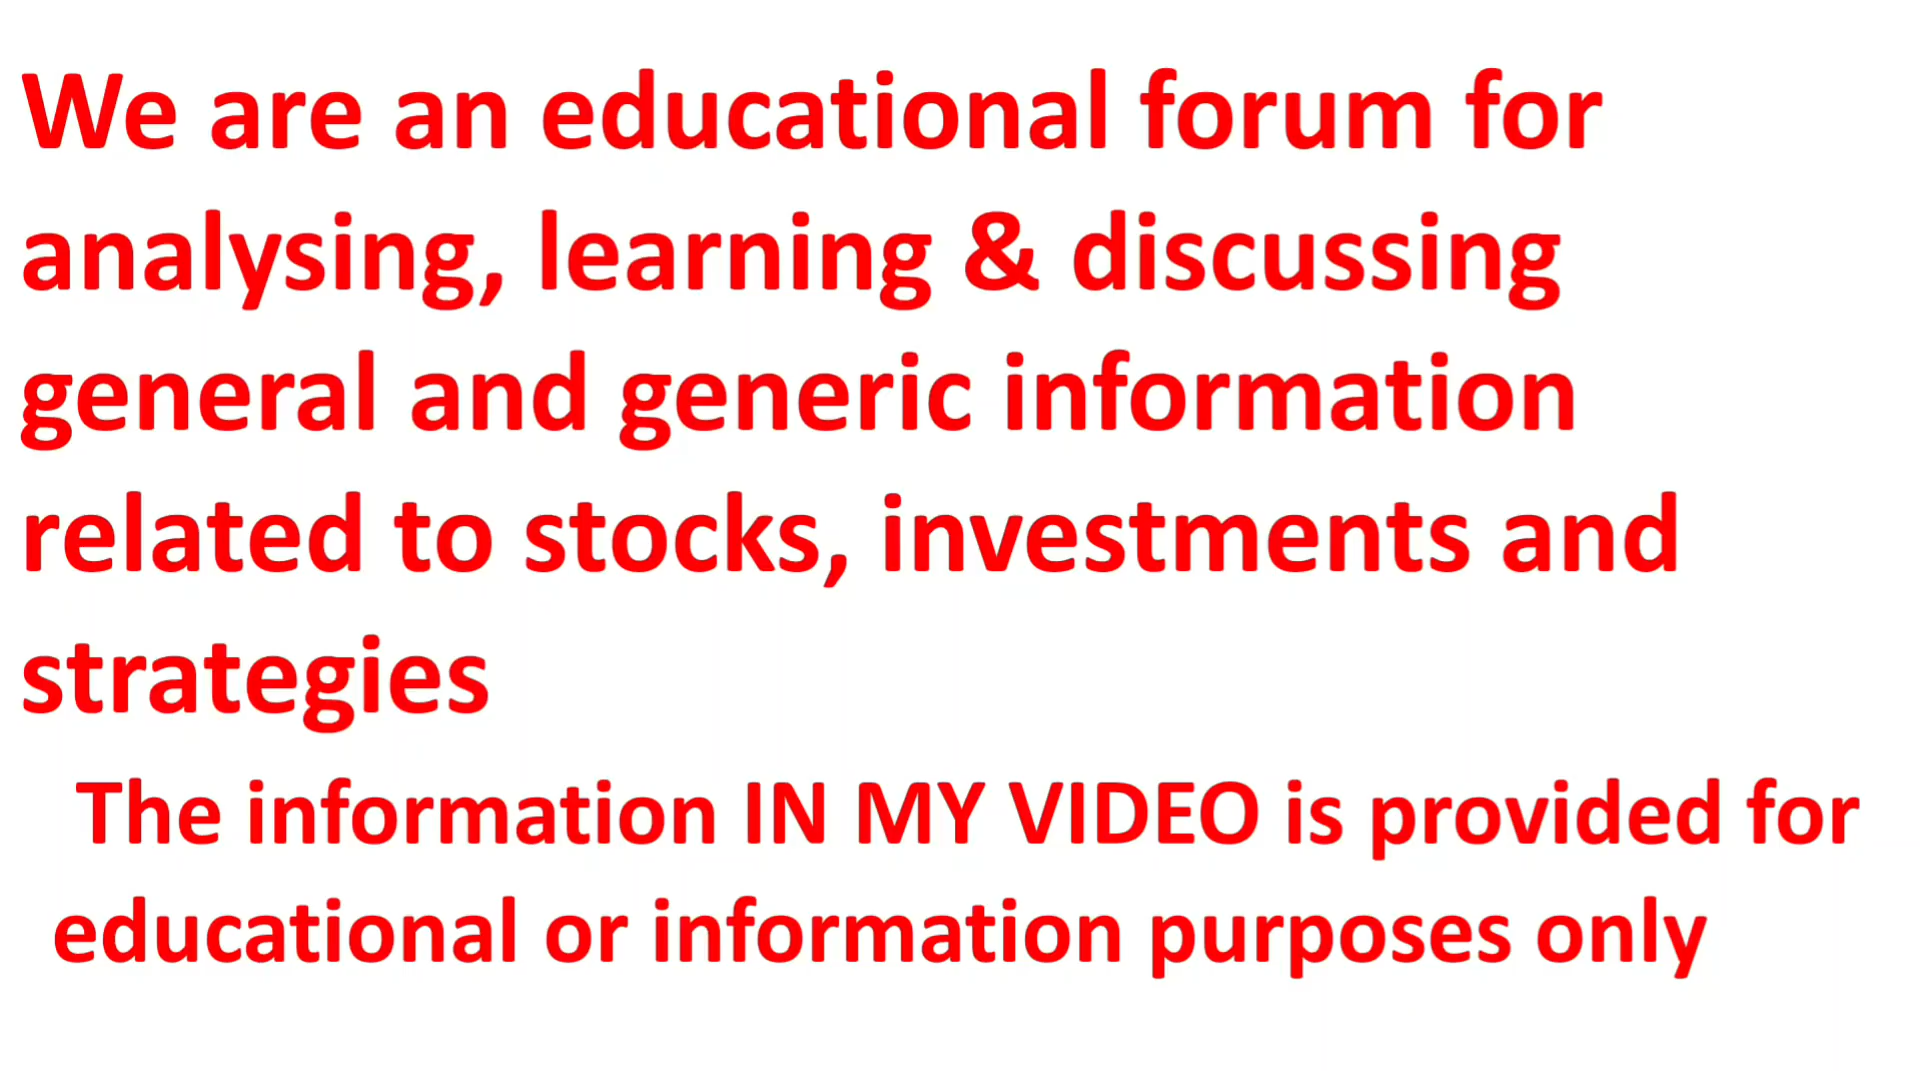 We are an educational forum for
analysing, learning & discussing
general and generic information
related to stocks, investments and
strategies
The information IN MY VIDEO is provided for
educational or information purposes only